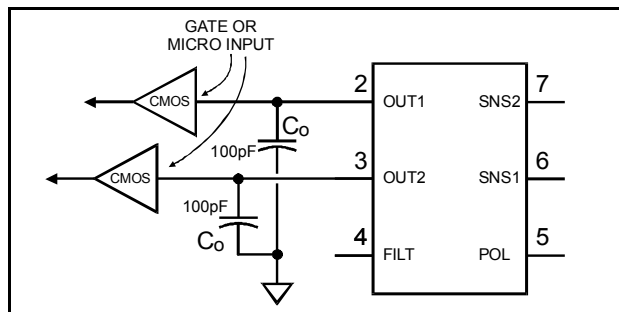 GATE OR
MICRO INPUT
CMOS
2
OUT1
SNS2
7
Co
100pF
CMOS
3
OUT2
SNS1
6
100pF
Co
4
FILT
POL
5